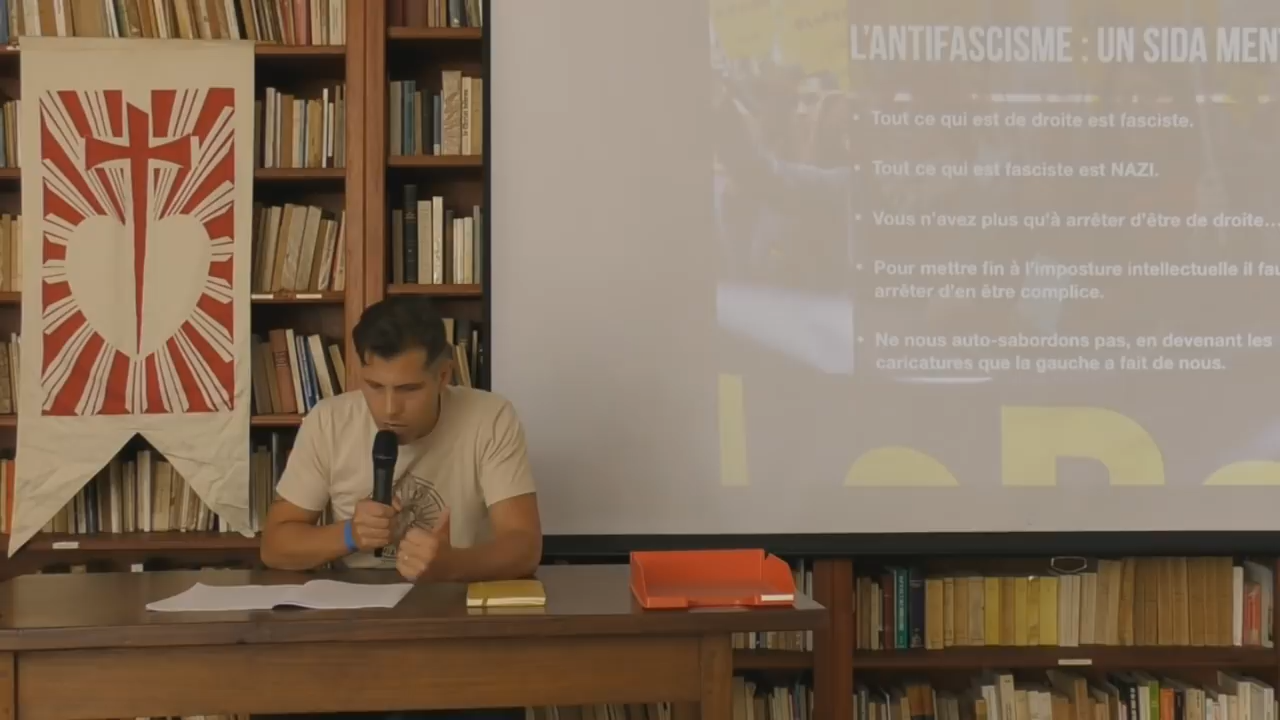 L'ANTIFASCISME : UN SIDA MEN
• Tout ce qui est de droite est fasciste.
• Tout ce qui est fasciste est NAZI.
• Vous n'avez plus qu'à arrêter d'être de droite...
• Pour mettre fin à l'imposture intellectuelle il fau
arrêter d'en être complice.
• Ne nous auto-sabordons pas, en devenant les
caricatures que la gauche a fait de nous.